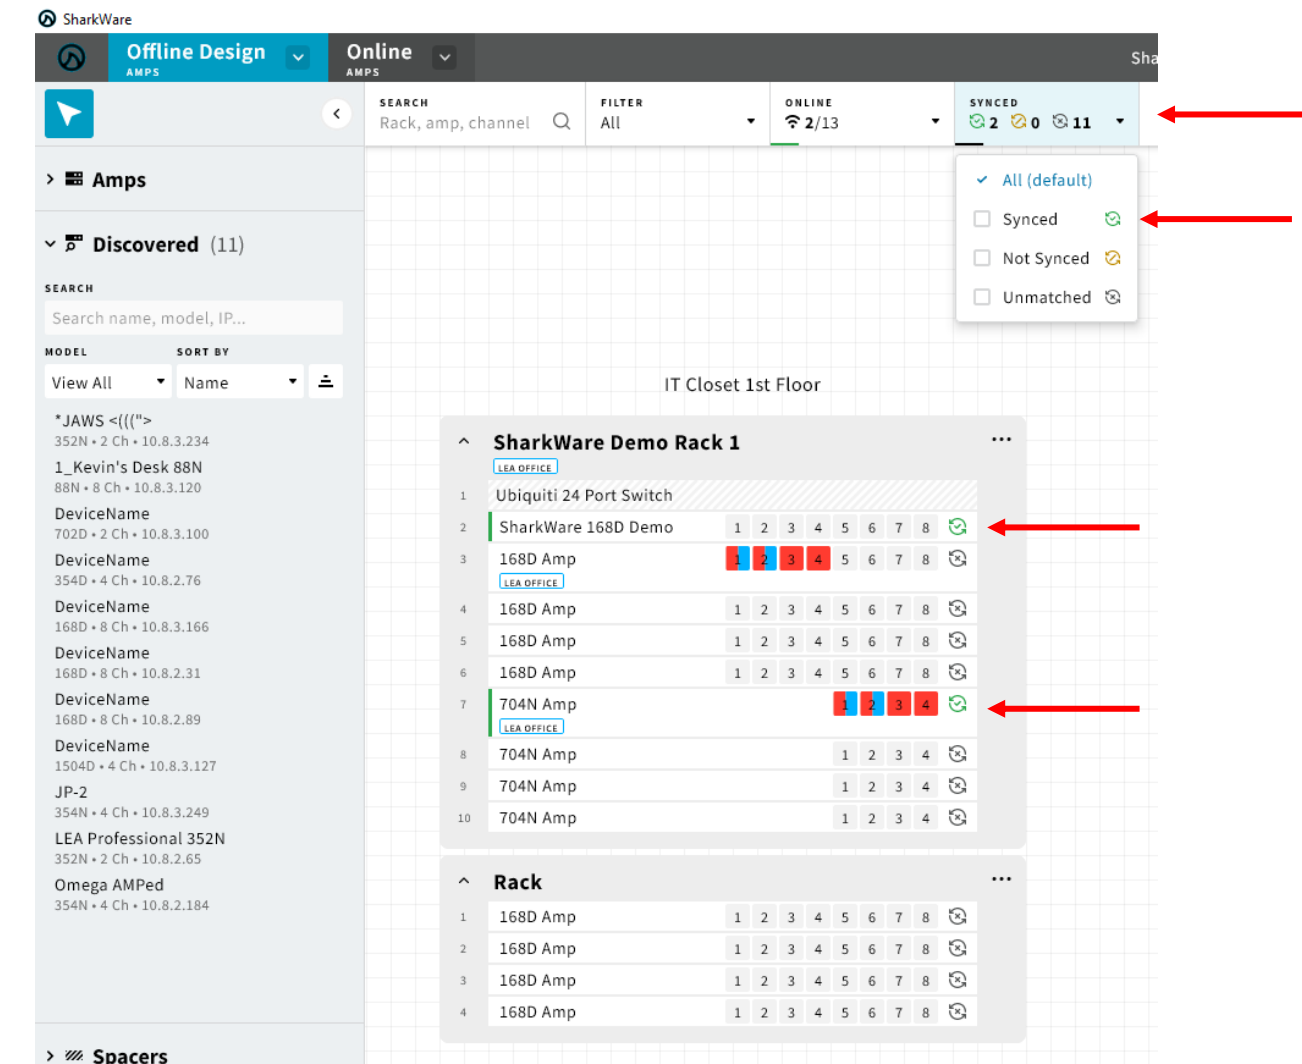 SharkWare
Offline Design
AMPS
Online
AMPS
Sha
SEARCH
Rack, amp, channel
FILTER
All
ONLINE
2/13
SYNCED
2 0 11
All (default)
Synced
Not Synced
Unmatched
Amps
Discovered (11)
SEARCH
Search name, model, IP...
MODEL SORT BY
View All Name
*JAWS <(((">
352N • 2 Ch • 10.8.3.234
1_Kevin's Desk 88N
88N • 8 Ch • 10.8.3.120
DeviceName
702D • 2 Ch • 10.8.3.100
DeviceName
354D • 4 Ch • 10.8.2.76
DeviceName
168D • 8 Ch • 10.8.3.166
DeviceName
168D • 8 Ch • 10.8.2.31
DeviceName
168D • 8 Ch • 10.8.2.89
DeviceName
1504D • 4 Ch • 10.8.3.127
JP-2
354N • 4 Ch • 10.8.3.249
LEA Professional 352N
352N • 2 Ch • 10.8.2.65
Omega AMPed
354N • 4 Ch • 10.8.2.184
Spacers
IT Closet 1st Floor
SharkWare Demo Rack 1
LEA OFFICE
1 Ubiquiti 24 Port Switch
2 SharkWare 168D Demo 1 2 3 4 5 6 7 8
3 168D Amp 1 2 3 4 5 6 7 8
LEA OFFICE
4 168D Amp 1 2 3 4 5 6 7 8
5 168D Amp 1 2 3 4 5 6 7 8
6 168D Amp 1 2 3 4 5 6 7 8
7 704N Amp 1 2 3 4
LEA OFFICE
8 704N Amp 1 2 3 4
9 704N Amp 1 2 3 4
10 704N Amp 1 2 3 4
Rack
1 168D Amp 1 2 3 4 5 6 7 8
2 168D Amp 1 2 3 4 5 6 7 8
3 168D Amp 1 2 3 4 5 6 7 8
4 168D Amp 1 2 3 4 5 6 7 8